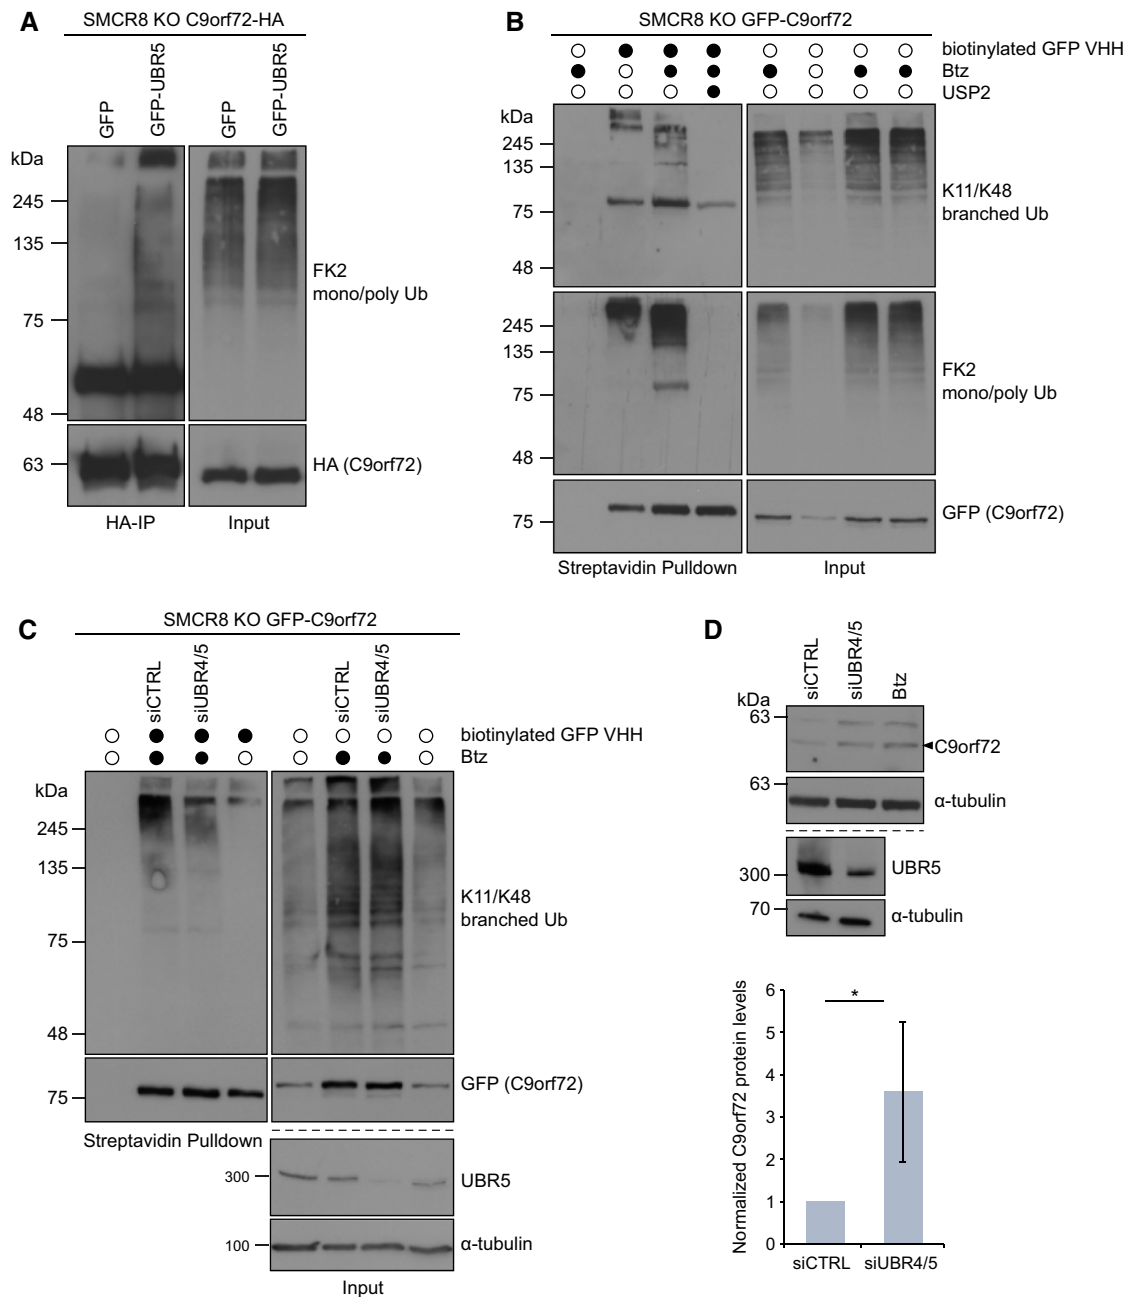 A
SMCR8 KO C9orf72-HA
GFP
GFP-UBR5
GFP
GFP-UBR5
kDa
245
135
75
48
FK2
mono/poly Ub
63
HA (C9orf72)
HA-IP
Input
B
SMCR8 KO GFP-C9orf72
biotinylated GFP VHH
Btz
USP2
kDa
245
135
75
48
K11/K48
branched Ub
245
135
75
48
FK2
mono/poly Ub
75
GFP (C9orf72)
Streptavidin Pulldown
Input
C
SMCR8 KO GFP-C9orf72
siCTRL
siUBR4/5
siCTRL
siUBR4/5
biotinylated GFP VHH
Btz
kDa
245
135
75
48
K11/K48
branched Ub
75
GFP (C9orf72)
Streptavidin Pulldown
300
UBR5
100
α-tubulin
Input
D
siCTRL
siUBR4/5
Btz
kDa
63
C9orf72
63
α-tubulin
300
UBR5
70
α-tubulin
Normalized C9orf72 protein levels
6
5
4
3
2
1
0
*
siCTRL
siUBR4/5